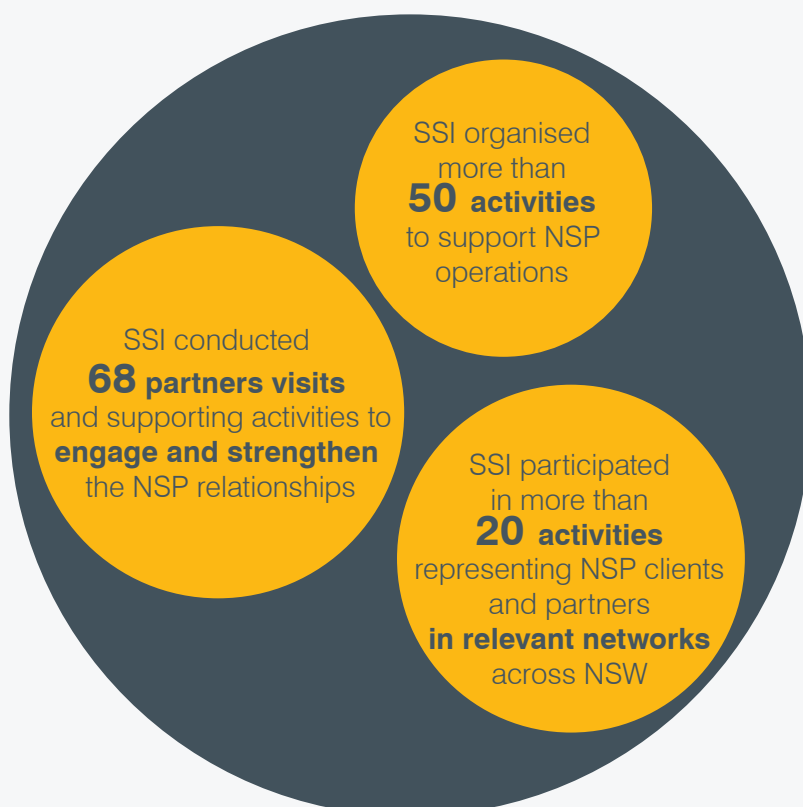 SSI organised
more than
50 activities
to support NSP
operations
SSI conducted
68 partners visits
and supporting activities to
engage and strengthen
the NSP relationships
SSI participated
in more than
20 activities
representing NSP clients
and partners
in relevant networks
across NSW